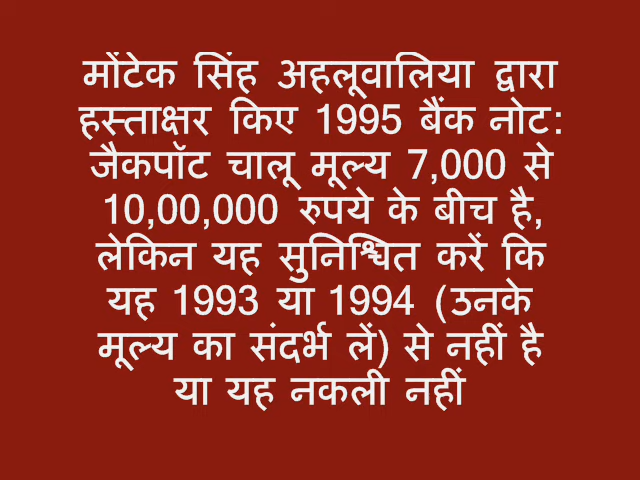 मोंटेक सिंह अहलूवालिया द्वारा
हस्ताक्षर किए 1995 बैंक नोट:
जैकपॉट चालू मूल्य 7,000 से
10,00,000 रुपये के बीच है,
लेकिन यह सुनिश्चित करें कि
यह 1993 या 1994 (उनके
मूल्य का संदर्भ लें) से नहीं है
या यह नकली नहीं